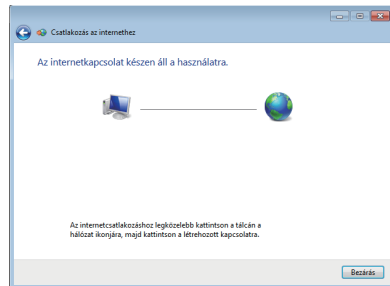 Csatlakozás az internethez
Az internetkapcsolat készen áll a használatra.
Az internetcsatlakozáshoz legközelebb kattintson a tálcán a
hálózat ikonjára, majd kattintson a létrehozott kapcsolatra.
Bezárás